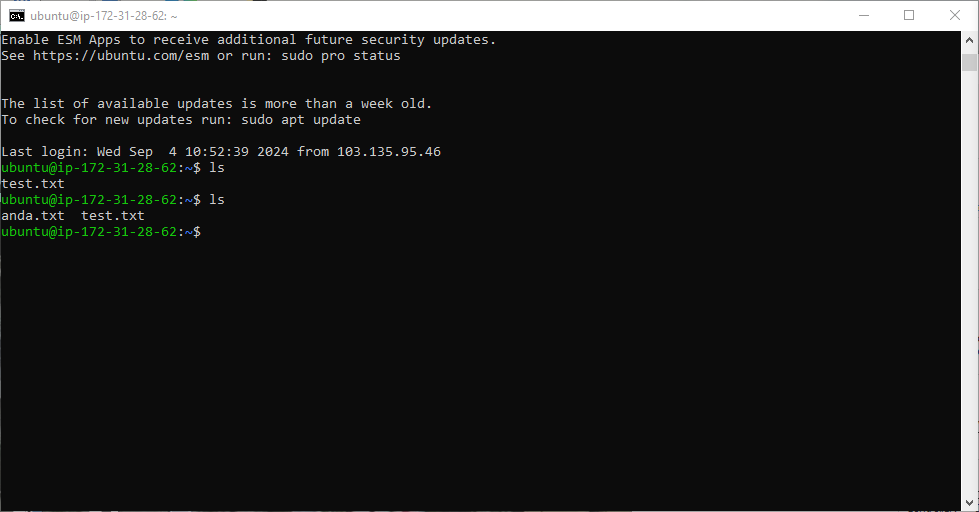 ubuntu@ip-172-31-28-62: ~
Enable ESM Apps to receive additional future security updates.
See https://ubuntu.com/esm or run: sudo pro status
The list of available updates is more than a week old.
To check for new updates run: sudo apt update
Last login: Wed Sep  4 10:52:39 2024 from 103.135.95.46
ubuntu@ip-172-31-28-62:~$ ls
test.txt
ubuntu@ip-172-31-28-62:~$ ls
anda.txt  test.txt
ubuntu@ip-172-31-28-62:~$